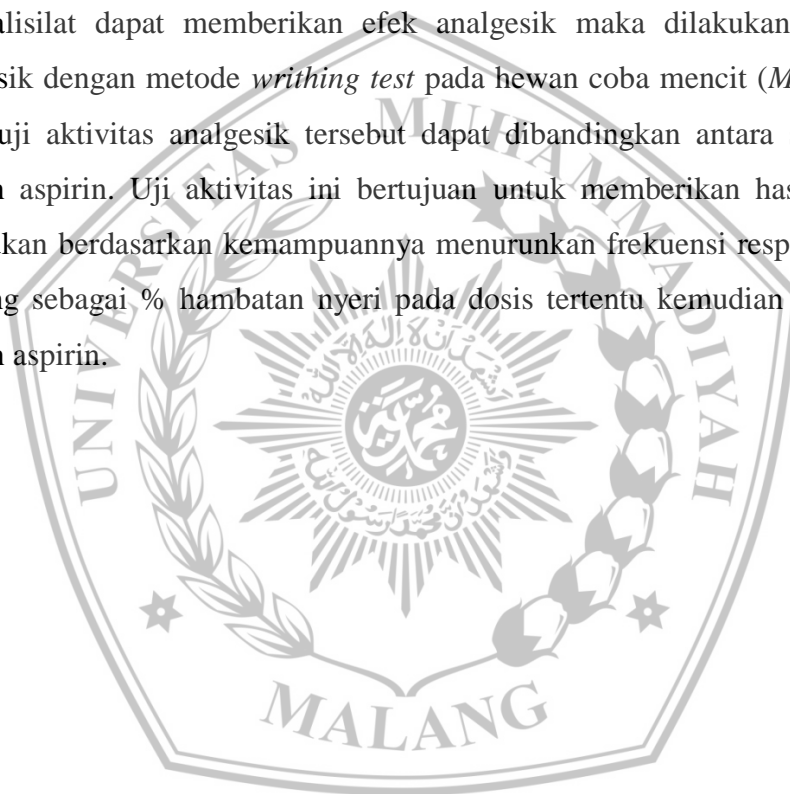 alisilat dapat memberikan efek analgesik maka dilakukan
sik dengan metode writhing test pada hewan coba mencit (M
uji aktivitas analgesik tersebut dapat dibandingkan antara
aspirin. Uji aktivitas ini bertujuan untuk memberikan has
kan berdasarkan kemampuannya menurunkan frekuensi resp
g sebagai % hambatan nyeri pada dosis tertentu kemudian
aspirin.
UNIVERSITAS MUHAMMADIYAH
MALANG